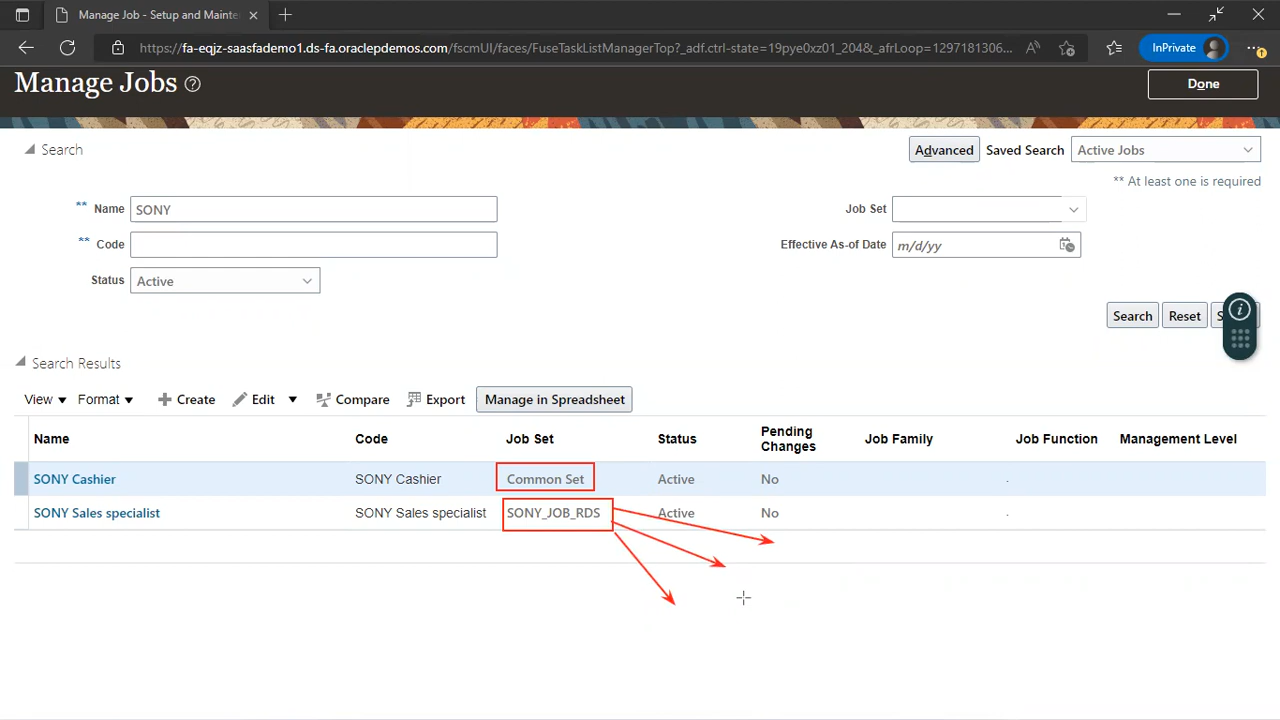 Manage Job - Setup and Mainte
https://fa-eqjz-saasfademo1.ds-fa.oraclepdemos.com/fscmUI/faces/FuseTaskListManagerTop?_adf.ctrl-state=19pye0xz01_204&_afrLoop=1297181306...
InPrivate
Manage Jobs
Done
Search
Advanced Saved Search Active Jobs
** At least one is required
** Name SONY
Job Set
** Code
Effective As-of Date m/d/yy
Status Active
Search Reset S
Search Results
View Format Create Edit Compare Export Manage in Spreadsheet
Name Code Job Set Status Pending Changes Job Family Job Function Management Level
SONY Cashier SONY Cashier Common Set Active No .
SONY Sales specialist SONY Sales specialist SONY_JOB_RDS Active No .